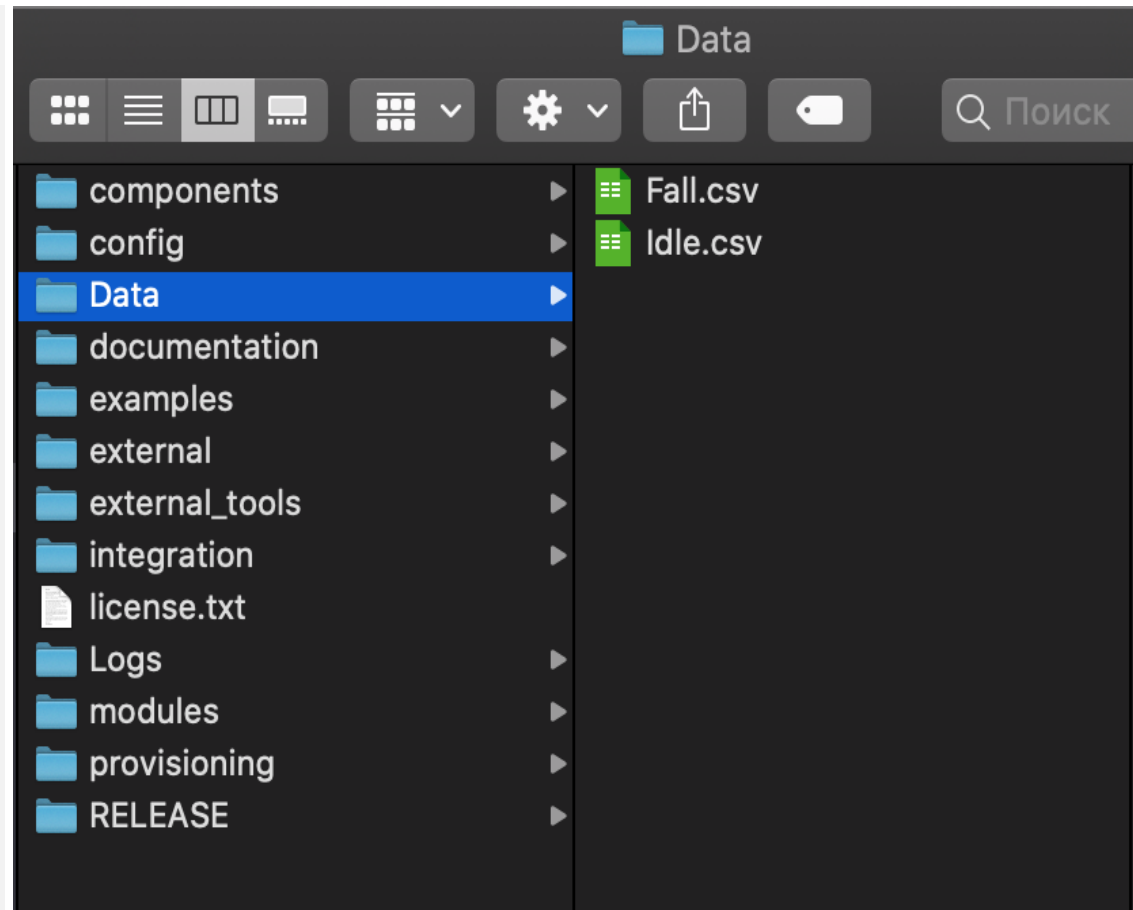 Data
Поиск
components
config
Data
documentation
examples
external
external_tools
integration
license.txt
Logs
modules
provisioning
RELEASE
Fall.csv
Idle.csv